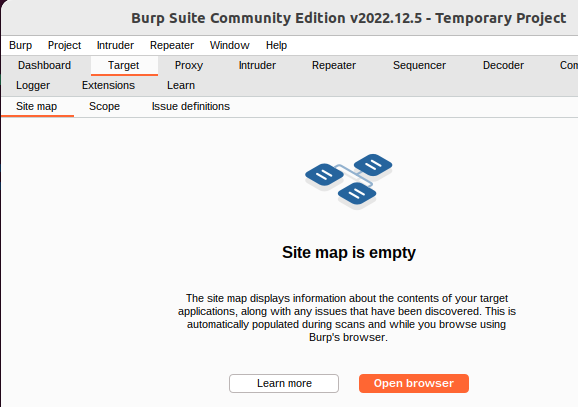 Burp Suite Community Edition v2022.12.5 - Temporary Project
Burp Project Intruder Repeater Window Help
Dashboard Target Proxy Intruder Repeater Sequencer Decoder
Logger Extensions Learn
Site map Scope Issue definitions
Site map is empty
The site map displays information about the contents of your target
applications, along with any issues that have been discovered. This is
automatically populated during scans and while you browse using
Burp's browser.
Learn more Open browser